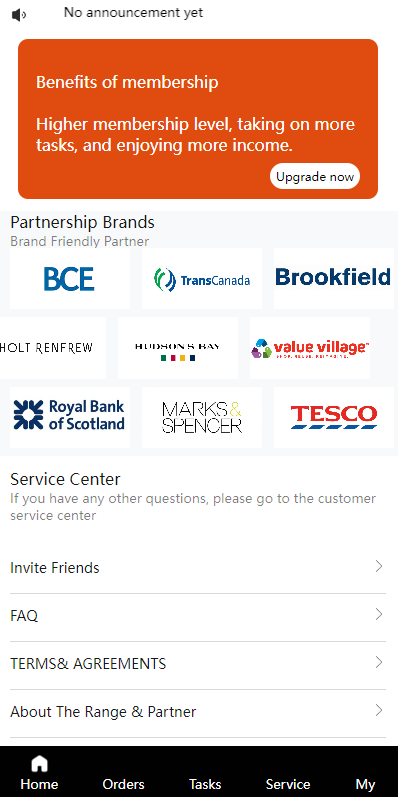 No announcement yet
Benefits of membership
Higher membership level, taking on more
tasks, and enjoying more income.
Upgrade now
Partnership Brands
Brand Friendly Partner
BCE
TransCanada
Brookfield
HOLT RENFREW
HUDSON'S BAY
value village
SHOP. REUSE. REIMAGINE.
Royal Bank
of Scotland
MARKS&
SPENCER
TESCO
Service Center
If you have any other questions, please go to the customer
service center
Invite Friends
FAQ
TERMS& AGREEMENTS
About The Range & Partner
Home Orders Tasks Service My